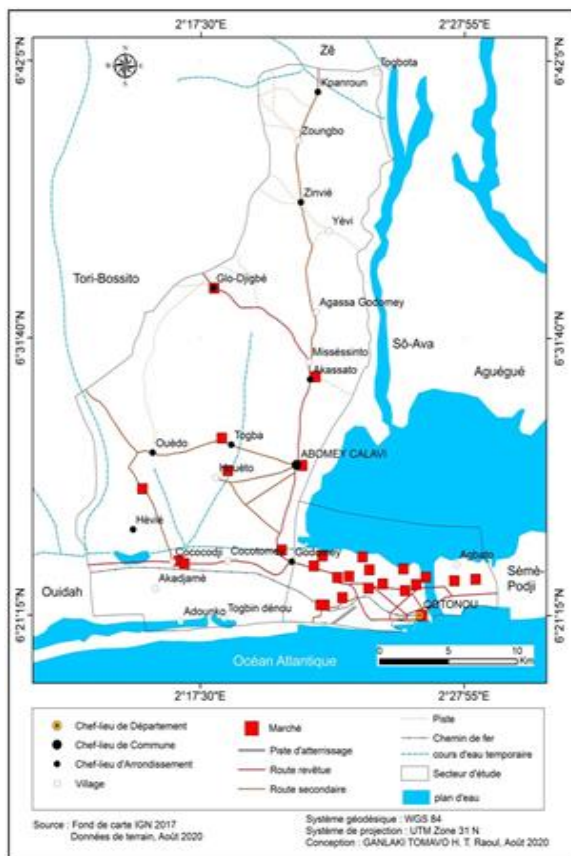 2°17'30"E
2°27'55"E
6°42'5"N
6°42'5"N
Zê
Togbota
Kpanroun
Zoungbo
Zinvié
Yèvi
Tori-Bossito
Glo-Djigbé
Agassa Godomey
Sô-Ava
6°31'40"N
6°31'40"N
Misséssinto
Akassato
Aguégué
Ouèdo
Togba
ABOMEY CALAVI
Houèto
Hêvié
Cococodji
Cocotomey
Godomey
Agbato
Sèmè-
Podji
Ouidah
Akadjamè
6°21'15"N
6°21'15"N
Adounko
Togbin dénou
COTONOU
0 5 10
Km
Océan Atlantique
2°17'30"E
2°27'55"E
Chef-lieu de Département
Chef-lieu de Commune
Chef-lieu d'Arrondissement
Village
Marché
Piste d'atterrissage
Route revêtue
Route secondaire
Piste
Chemin de fer
cours d'eau temporaire
Secteur d'étude
plan d'eau
Source : Fond de carte IGN 2017
Données de terrain, Août 2020
Système géodésique : WGS 84
Système de projection : UTM Zone 31 N
Conception : GANLAKI TOMAVO H. T. Raoul, Août 2020